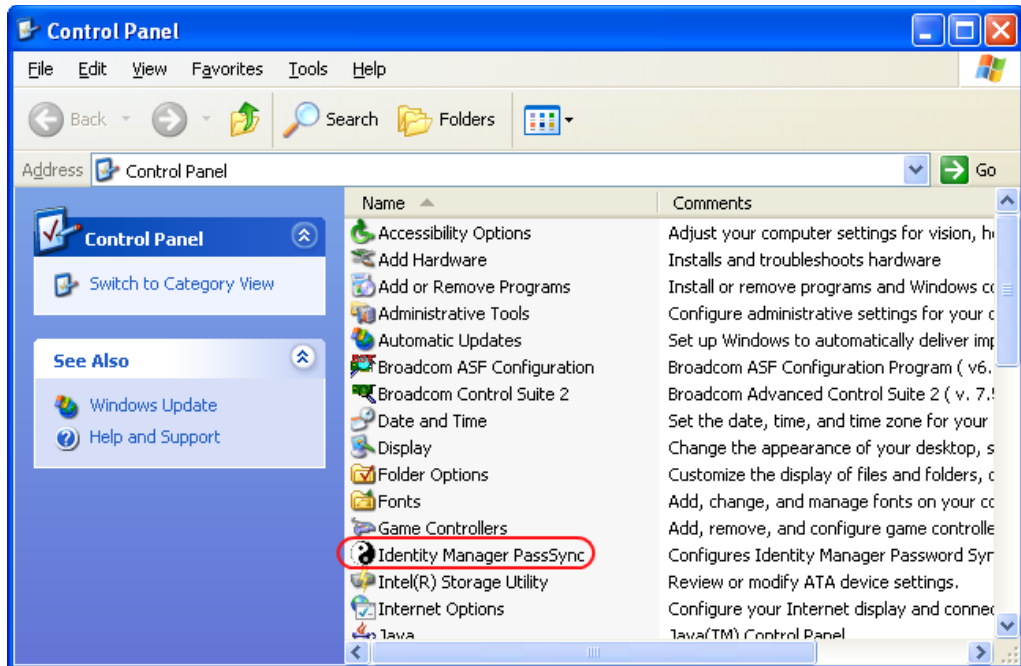 Control Panel
File Edit View Favorites Tools Help
Back Search Folders
Address Control Panel Go
Control Panel
Switch to Category View
See Also
Windows Update
Help and Support
Name Comments
Accessibility Options Adjust your computer settings for vision,
Add Hardware Installs and troubleshoots hardware
Add or Remove Programs Install or remove programs and Windows
Administrative Tools Configure administrative settings for your
Automatic Updates Set up Windows to automatically deliver
Broadcom ASF Configuration Broadcom ASF Configuration Program ( v6.
Broadcom Control Suite 2 Broadcom Advanced Control Suite 2 ( v. 7.
Date and Time Set the date, time, and time zone for your
Display Change the appearance of your desktop,
Folder Options Customize the display of files and folders,
Fonts Add, change, and manage fonts on your
Game Controllers Add, remove, and configure game
Identity Manager PassSync Configures Identity Manager Password
Intel(R) Storage Utility Review or modify ATA device settings.
Internet Options Configure your Internet display and
Java Java(TM) Control Panel